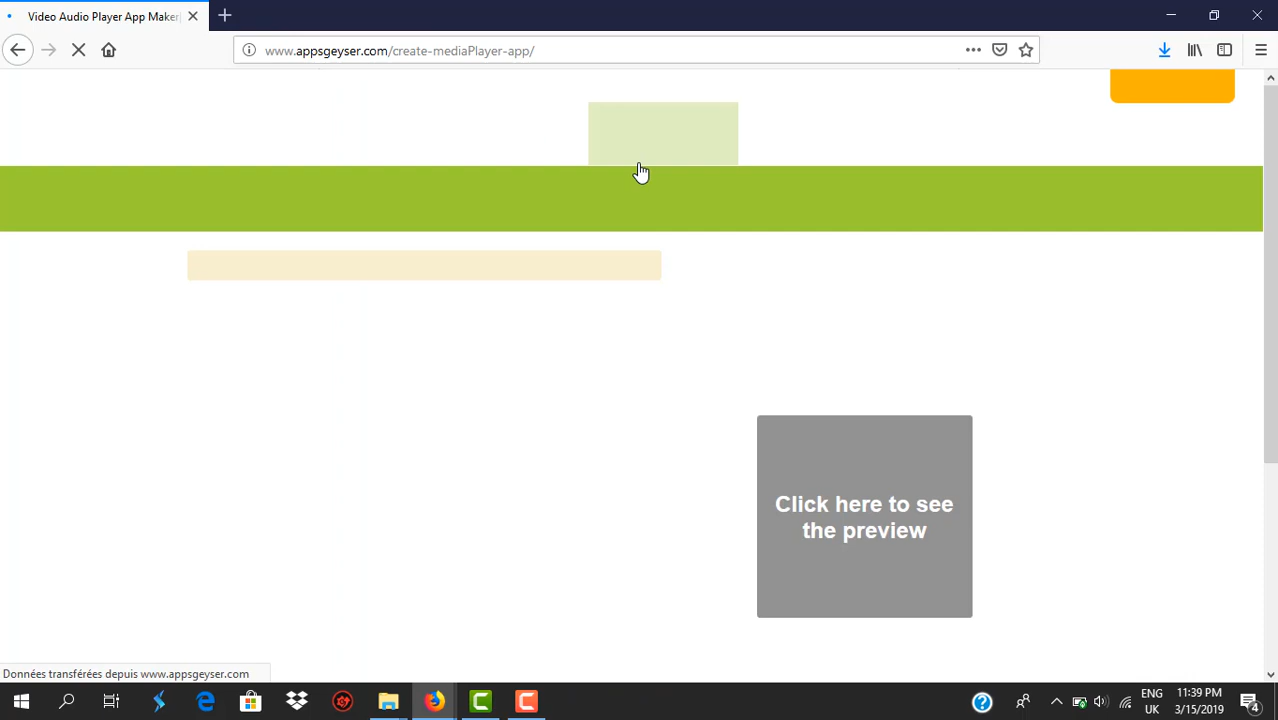 Video Audio Player App Maker
www.appsgeyser.com/create-mediaPlayer-app/
Click here to see
the preview
Données transférées depuis www.appsgeyser.com
ENG
UK
11:39 PM
3/15/2019
4